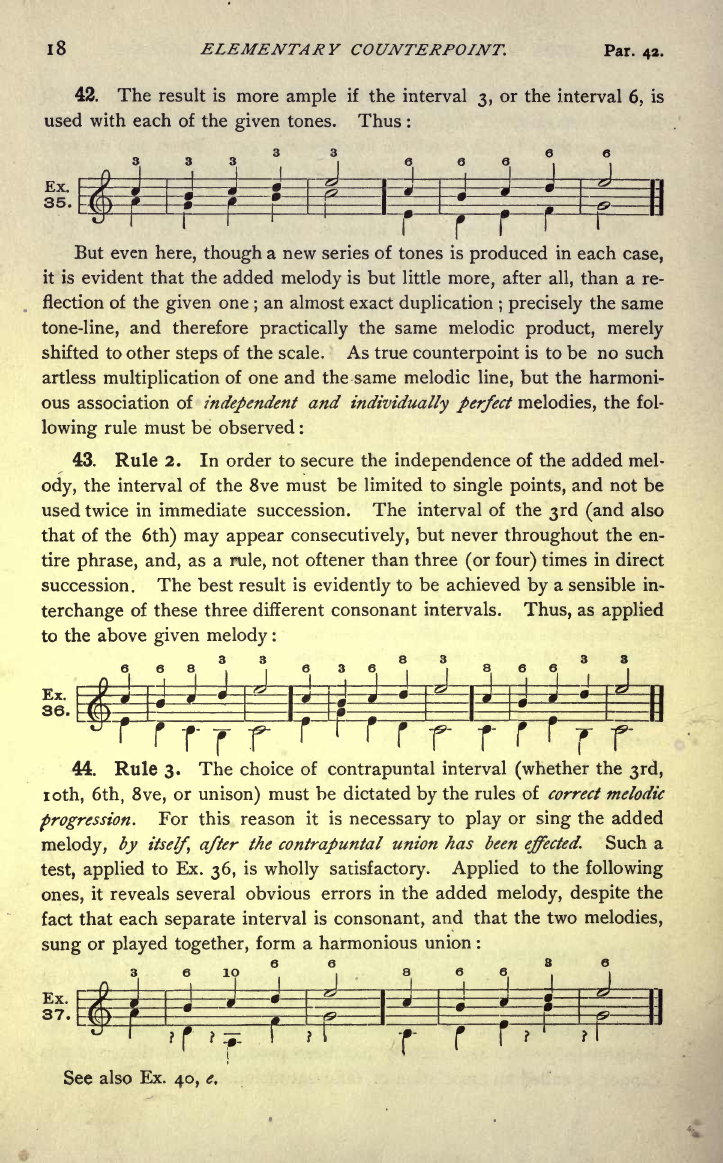 18 ELEMENTARY COUNTERPOINT. Par. 42.
42. The result is more ample if the interval 3, or the interval 6, is
used with each of the given tones. Thus :
3 3 3 3 3 6 6 6 6 6
Ex.
35.
But even here, though a new series of tones is produced in each case,
it is evident that the added melody is but little more, after all, than a re-
flection of the given one ; an almost exact duplication ; precisely the same
tone-line, and therefore practically the same melodic product, merely
shifted to other steps of the scale. As true counterpoint is to be no such
artless multiplication of one and the same melodic line, but the harmoni-
ous association of independent and individually perfect melodies, the fol-
lowing rule must be observed :
43. Rule 2. In order to secure the independence of the added mel-
ody, the interval of the 8ve must be limited to single points, and not be
used twice in immediate succession. The interval of the 3rd (and also
that of the 6th) may appear consecutively, but never throughout the en-
tire phrase, and, as a rule, not oftener than three (or four) times in direct
succession. The best result is evidently to be achieved by a sensible in-
terchange of these three different consonant intervals. Thus, as applied
to the above given melody :
6 6 8 3 3 6 3 6 8 3 8 6 6 3 3
Ex.
36.
44. Rule 3. The choice of contrapuntal interval (whether the 3rd,
10th, 6th, 8ve, or unison) must be dictated by the rules of correct melodic
progression. For this reason it is necessary to play or sing the added
melody, by itself, after the contrapuntal union has been effected. Such a
test, applied to Ex. 36, is wholly satisfactory. Applied to the following
ones, it reveals several obvious errors in the added melody, despite the
fact that each separate interval is consonant, and that the two melodies,
sung or played together, form a harmonious union :
3 6 10 6 6 8 6 6 3 6
Ex.
37.
? ? ? ? ?
See also Ex. 40, e.